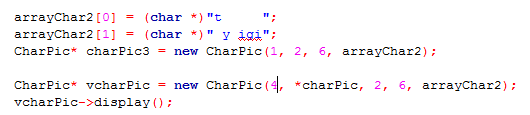 arrayChar2[0] = (char *)"t      ";
arrayChar2[1] = (char *)" y igi";
CharPic* charPic3 = new CharPic(1, 2, 6, arrayChar2);
CharPic* vcharPic = new CharPic(4, *charPic, 2, 6, arrayChar2);
vcharPic->display();